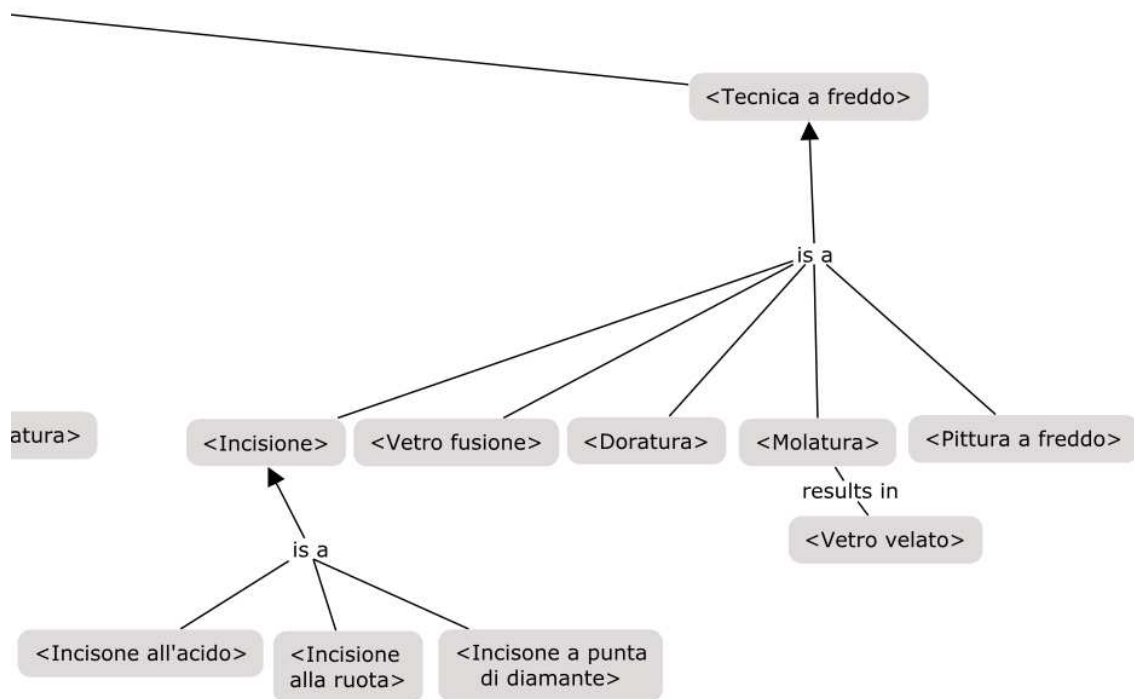 <Tecnica a freddo>
is a
atura>
<Incisione>
<Vetro fusione>
<Doratura>
<Molatura>
<Pittura a freddo>
results in
<Vetro velato>
is a
<Incisone all'acido>
<Incisione
alla ruota>
<Incisone a punta
di diamante>